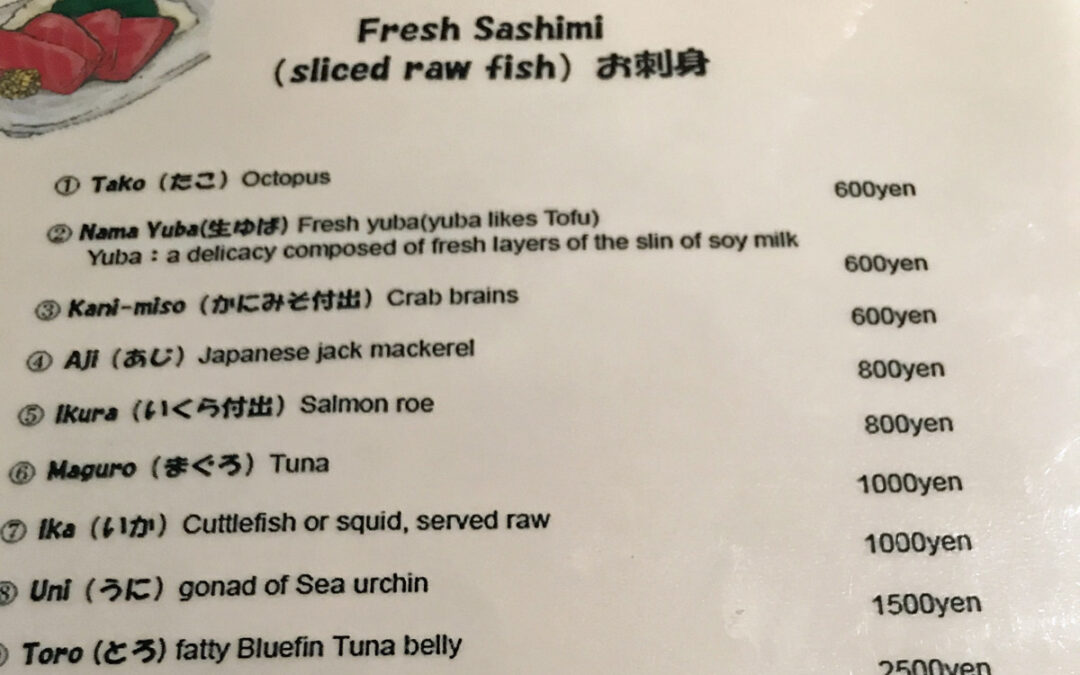 Fresh Sashimi
(sliced raw fish) お刺身
① Tako (たこ) Octopus 600yen
② Nama Yuba(生ゆば) Fresh yuba(yuba likes Tofu)
Yuba：a delicacy composed of fresh layers of the slin of soy milk 600yen
③ Kani-miso (かにみそ付出) Crab brains 600yen
④ Aji (あじ) Japanese jack mackerel 800yen
⑤ Ikura (いくら付出) Salmon roe 800yen
⑥ Maguro (まぐろ) Tuna 1000yen
⑦ Ika (いか) Cuttlefish or squid, served raw 1000yen
⑧ Uni (うに) gonad of Sea urchin 1500yen
Toro (とろ) fatty Bluefin Tuna belly 2500yen